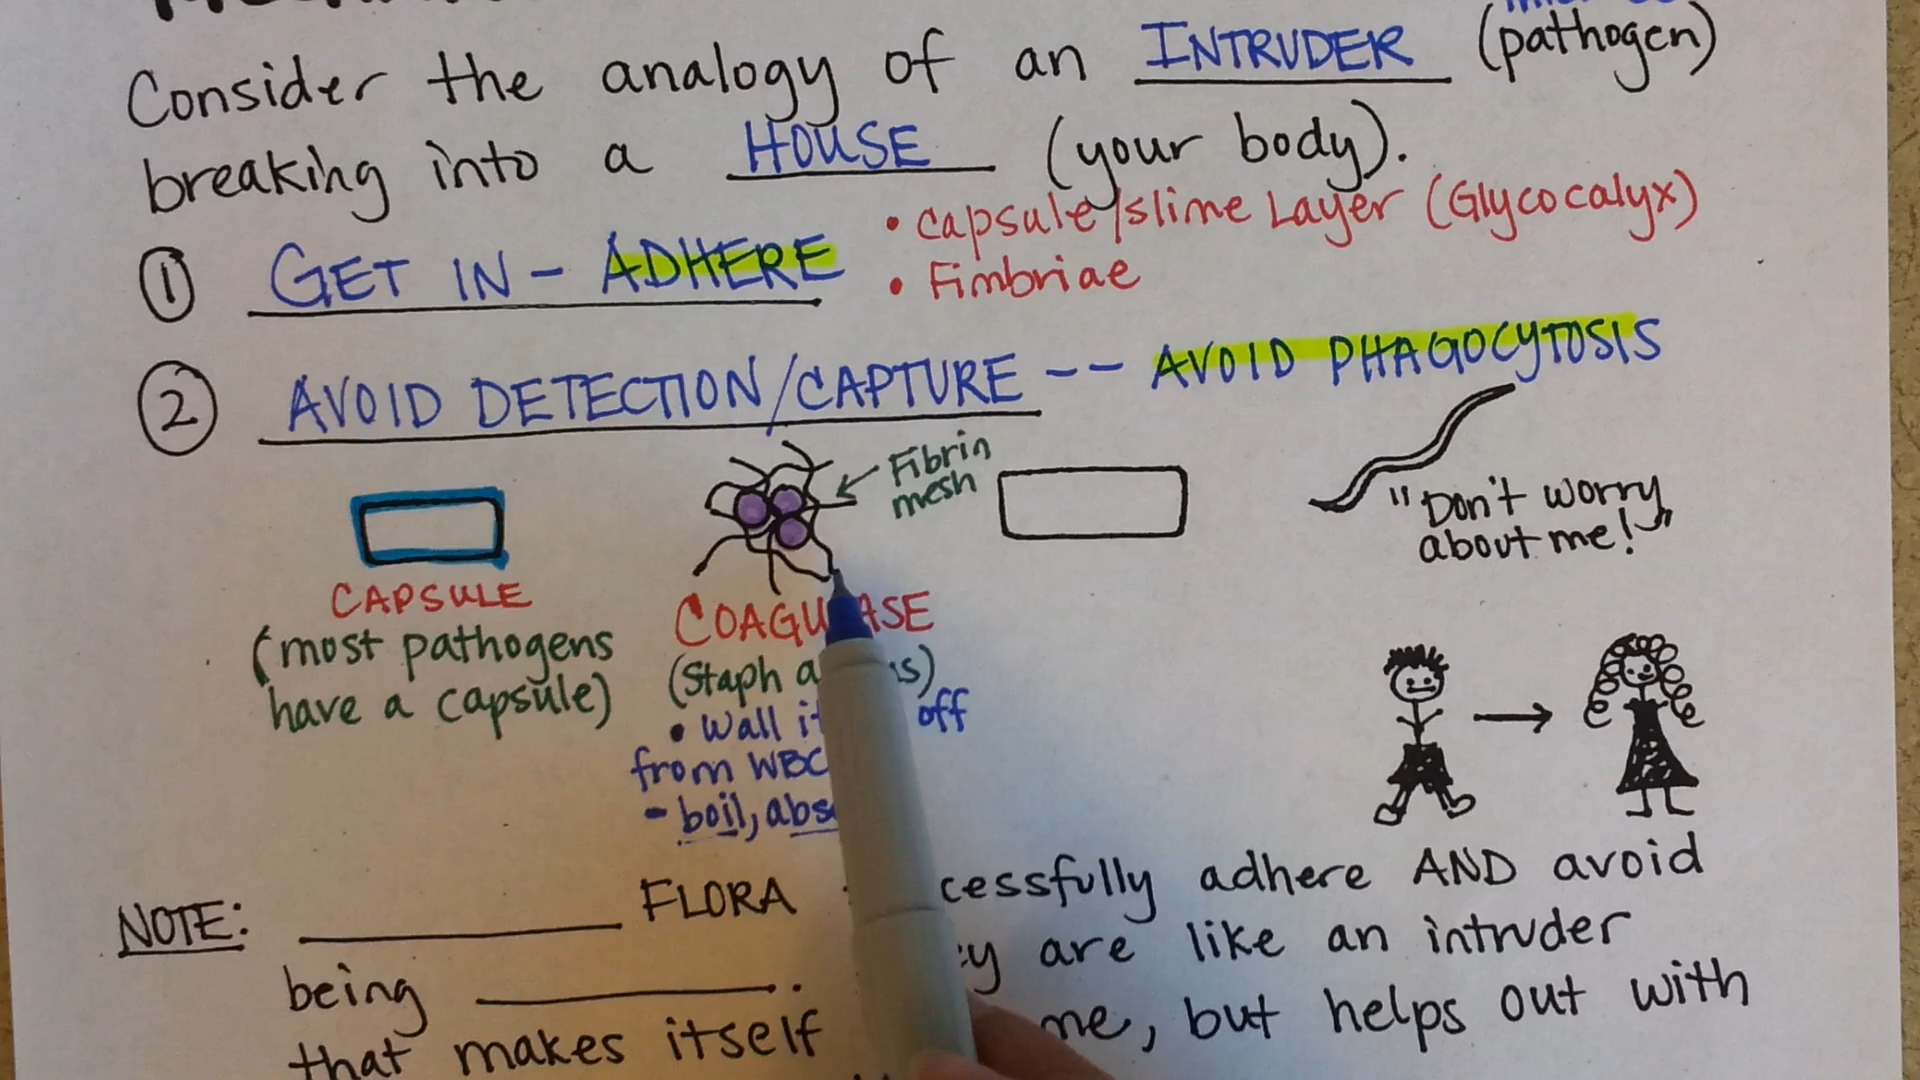 Consider the analogy of an INTRUDER (pathogen)
breaking into a HOUSE (your body).
• capsule/slime Layer (Glycocalyx)
① GET IN - ADHERE
• Fimbriae
② AVOID DETECTION/CAPTURE -- AVOID PHAGOCYTOSIS
Fibrin
mesh
"Don't worry
about me!"
CAPSULE
(most pathogens
have a capsule)
(Staph
• Wall off
from WBC
- boil,
NOTE: FLORA
adhere AND avoid
being .
are like an intruder
that makes itself
but helps out with